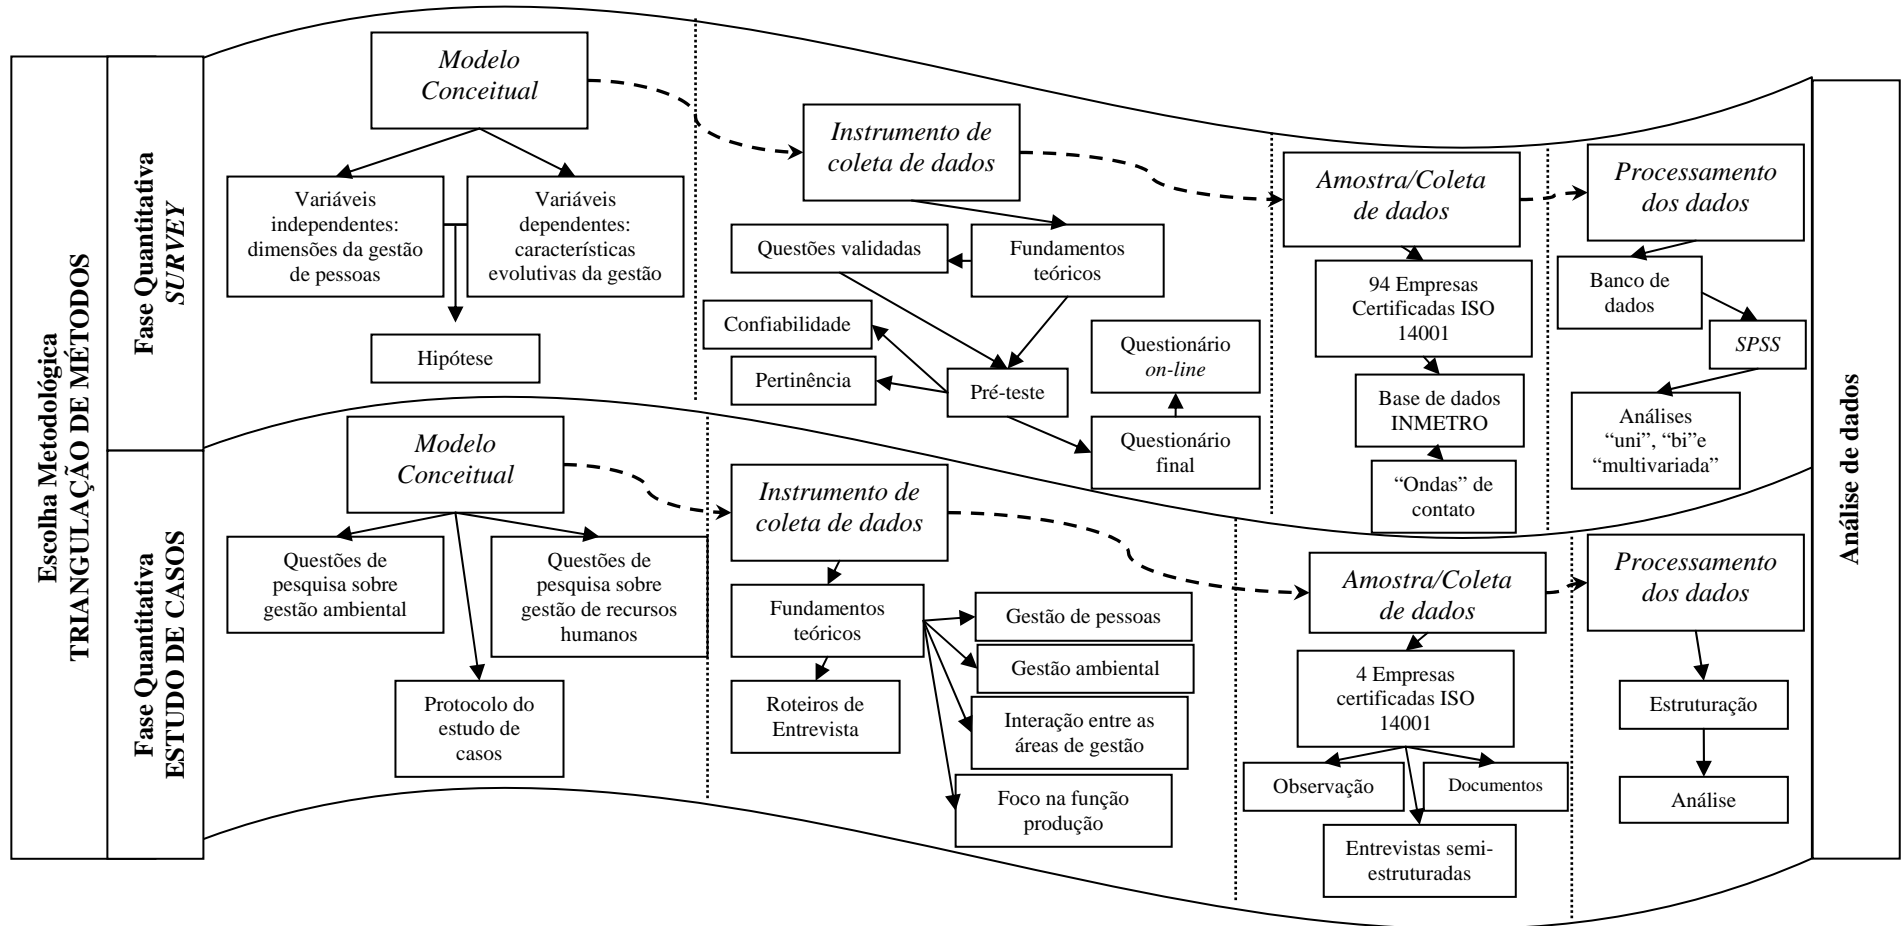 Escolha Metodológica
TRIANGULAÇÃO DE MÉTODOS
Fase Quantitativa
SURVEY
Modelo
Conceitual
Variáveis
independentes:
dimensões da gestão
de pessoas
Variáveis
dependentes:
características
evolutivas da gestão
Hipótese
Instrumento de
coleta de dados
Questões validadas
Fundamentos
teóricos
Confiabilidade
Pertinência
Pré-teste
Questionário
on-line
Questionário
final
Amostra/Coleta
de dados
94 Empresas
Certificadas ISO
14001
Base de dados
INMETRO
“Ondas” de
contato
Processamento
dos dados
Banco de
dados
SPSS
Análises
“uni”, “bi”e
“multivariada”
Fase Quantitativa
ESTUDO DE CASOS
Modelo
Conceitual
Questões de
pesquisa sobre
gestão ambiental
Questões de
pesquisa sobre
gestão de recursos
humanos
Protocolo do
estudo de
casos
Instrumento de
coleta de dados
Fundamentos
teóricos
Roteiros de
Entrevista
Gestão de pessoas
Gestão ambiental
Interação entre as
áreas de gestão
Foco na função
produção
Amostra/Coleta
de dados
4 Empresas
certificadas ISO
14001
Observação
Documentos
Entrevistas semi-
estruturadas
Processamento
dos dados
Estruturação
Análise
Análise de dados